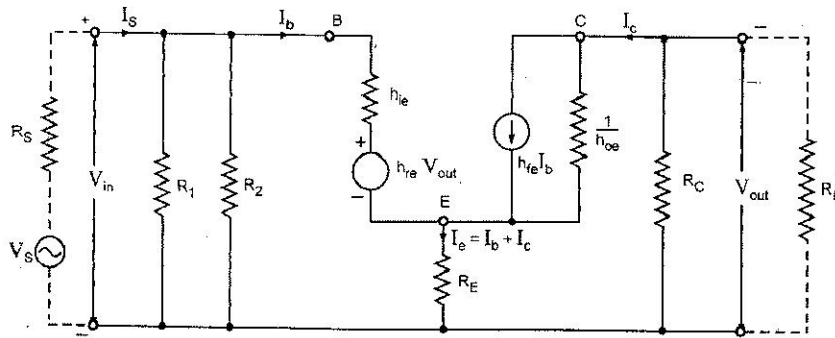 + I_S I_b B C I_c −
R_S
V_in
R_1
R_2
h_ie
+
h_re V_out
−
h_fe I_b
1/h_oe
R_C
V_out
−
V_S
E
I_e = I_b + I_c
R_E
−